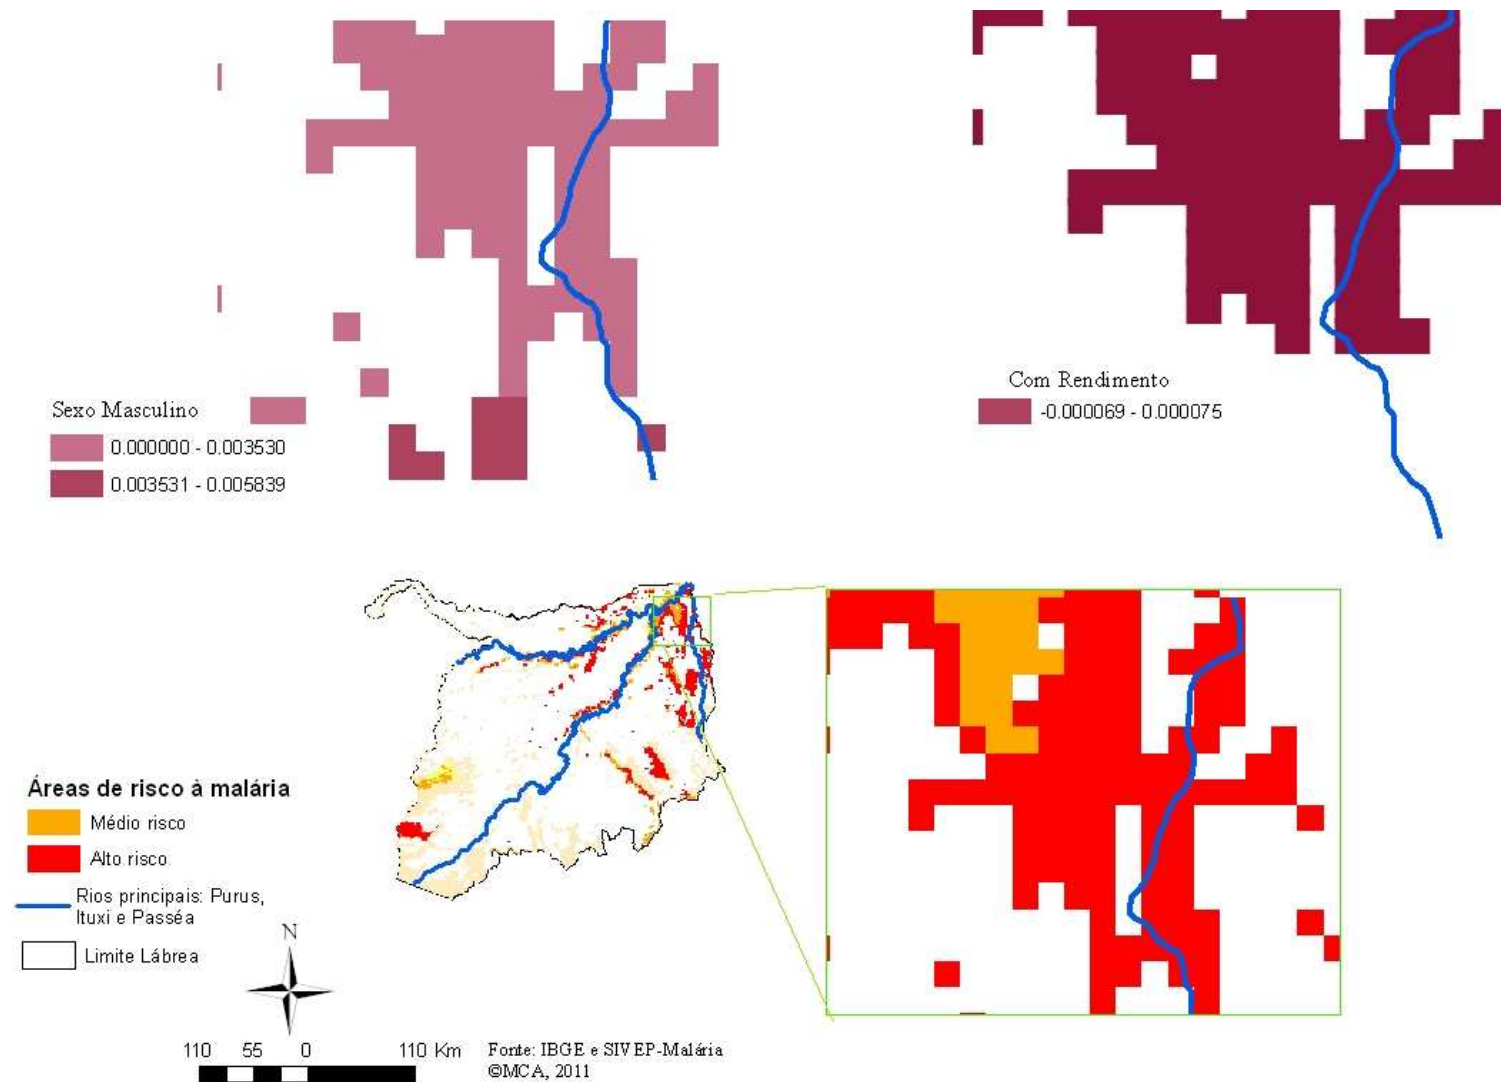 Sexo Masculino
0.000000 - 0.003530
0.003531 - 0.005839
Com Rendimento
-0.000069 - 0.000075
Áreas de risco à malária
Médio risco
Alto risco
Rios principais: Purus,
Ituxi e Passéa
Limite Lábrea
N
110 55 0 110 Km
Fonte: IBGE e SIVEP-Malária
©MCA, 2011